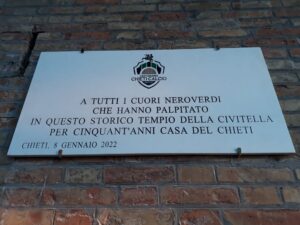 A TUTTI I CUORI NEROVERDI
CHE HANNO PALPITATO
IN QUESTO STORICO TEMPIO DELLA CIVITELLA
PER CINQUANT'ANNI CASA DEL CHIETI
CHIETI, 8 GENNAIO 2022